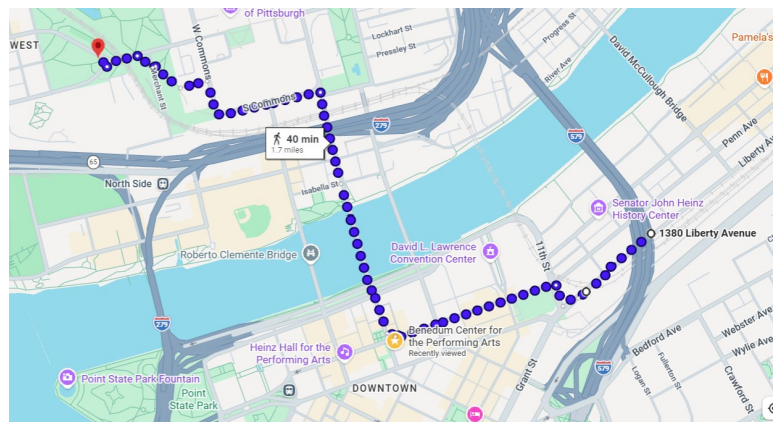 of Pittsburgh
WEST
W Commons
Lockhart St
Pressley St
Progress St
River Ave
David McCullough Bridge
Pamela's
Merchant St
S Commons
279
579
Penn Ave
Liberty Ave
40 min
1.7 miles
65
North Side
Isabella St
Senator John Heinz
History Center
1380 Liberty Avenue
David L. Lawrence
Convention Center
11th St
Roberto Clemente Bridge
279
Benedum Center for
the Performing Arts
Recently viewed
Heinz Hall for the
Performing Arts
Grant St
Bedford Ave
Webster Ave
Wylie Ave
579
Logan St
Fullerton St
Crawford St
Point State Park Fountain
Point
State Park
DOWNTOWN